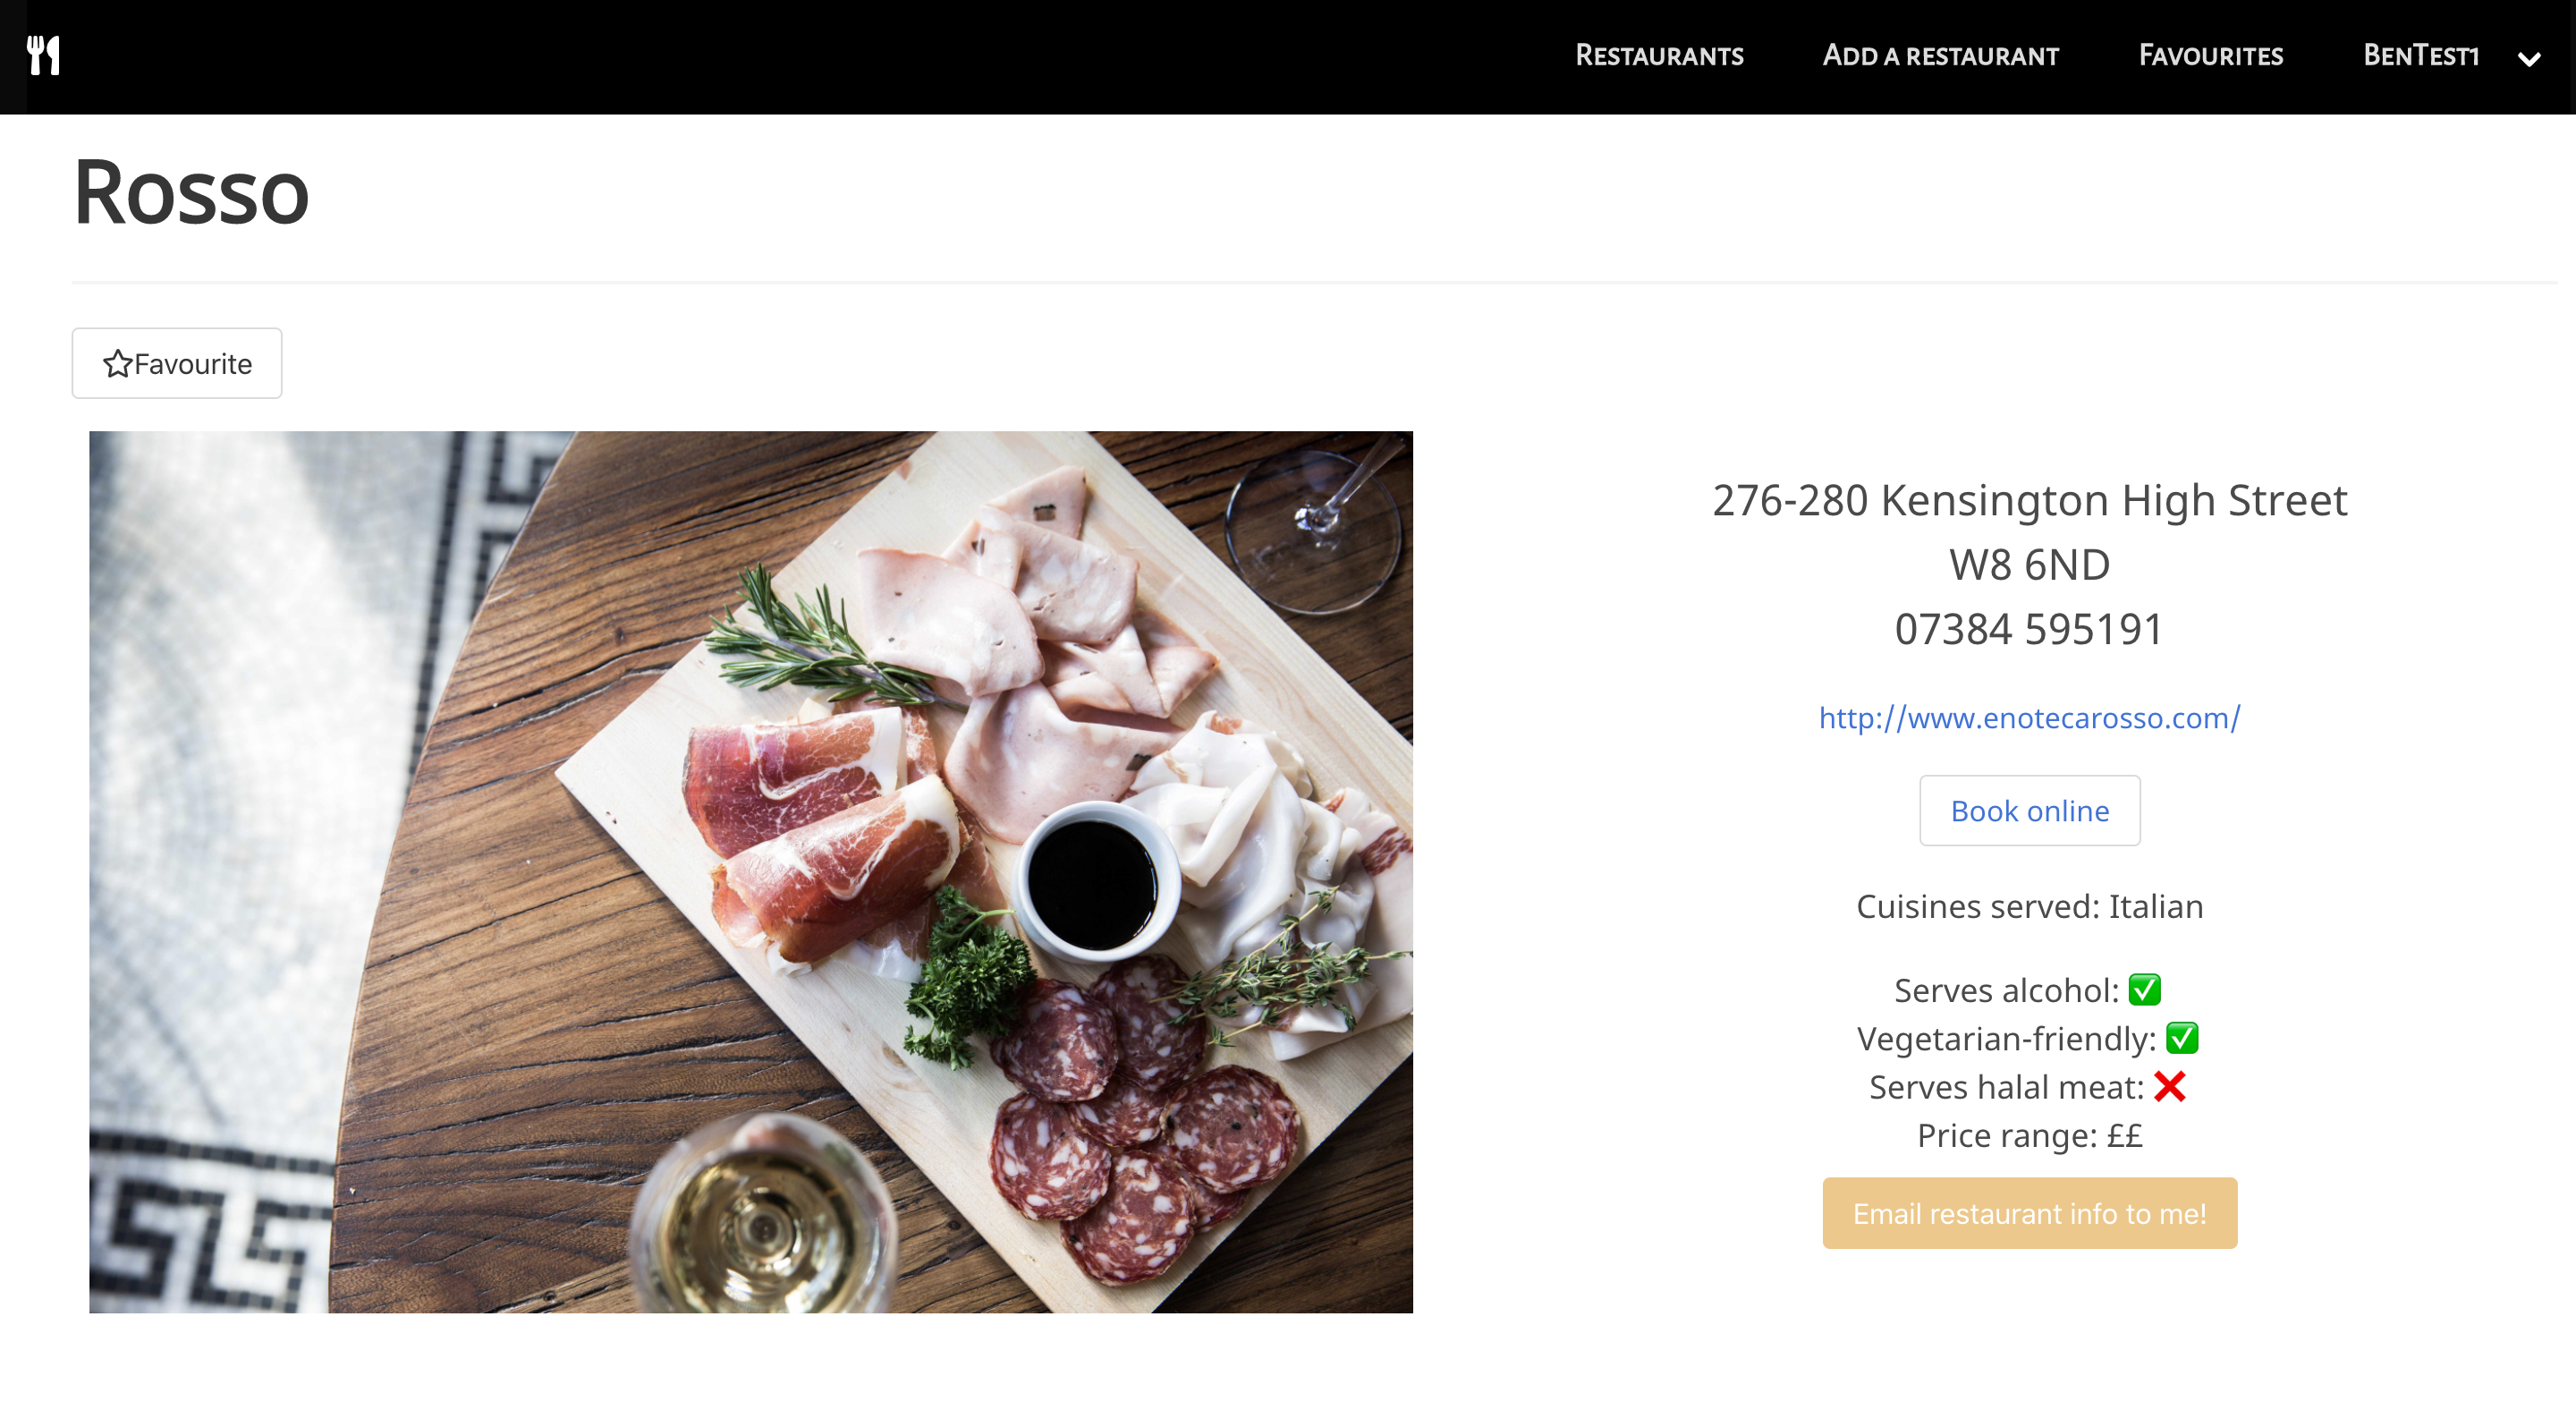 Restaurants
Add a restaurant
Favourites
BenTest1
Rosso
Favourite
276-280 Kensington High Street
W8 6ND
07384 595191
http://www.enotecarosso.com/
Book online
Cuisines served: Italian
Serves alcohol: ✅
Vegetarian-friendly: ✅
Serves halal meat: ❌
Price range: ££
Email restaurant info to me!